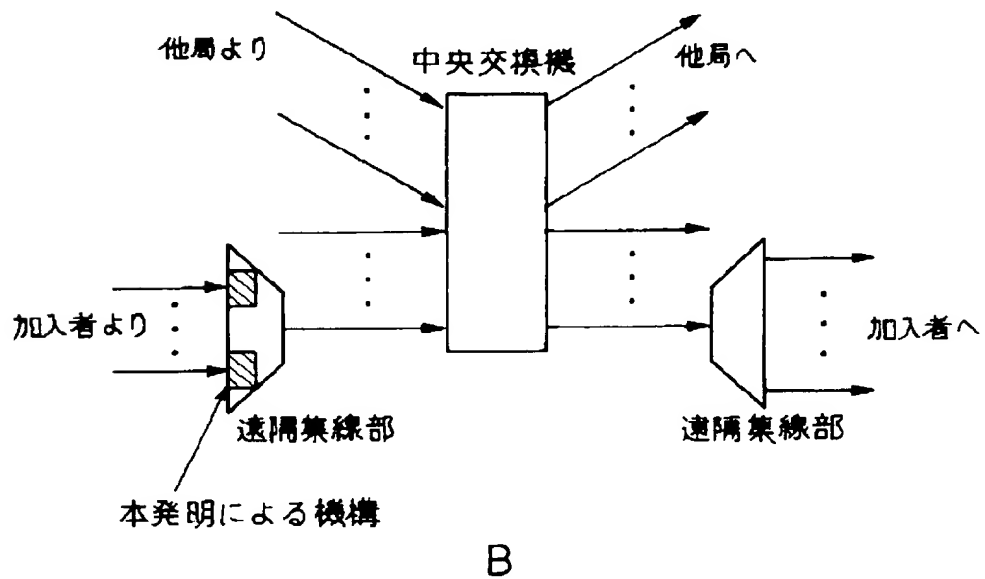 他局より
中央交換機
他局へ
加入者より
加入者へ
遠隔集線部
遠隔集線部
本発明による機構
B